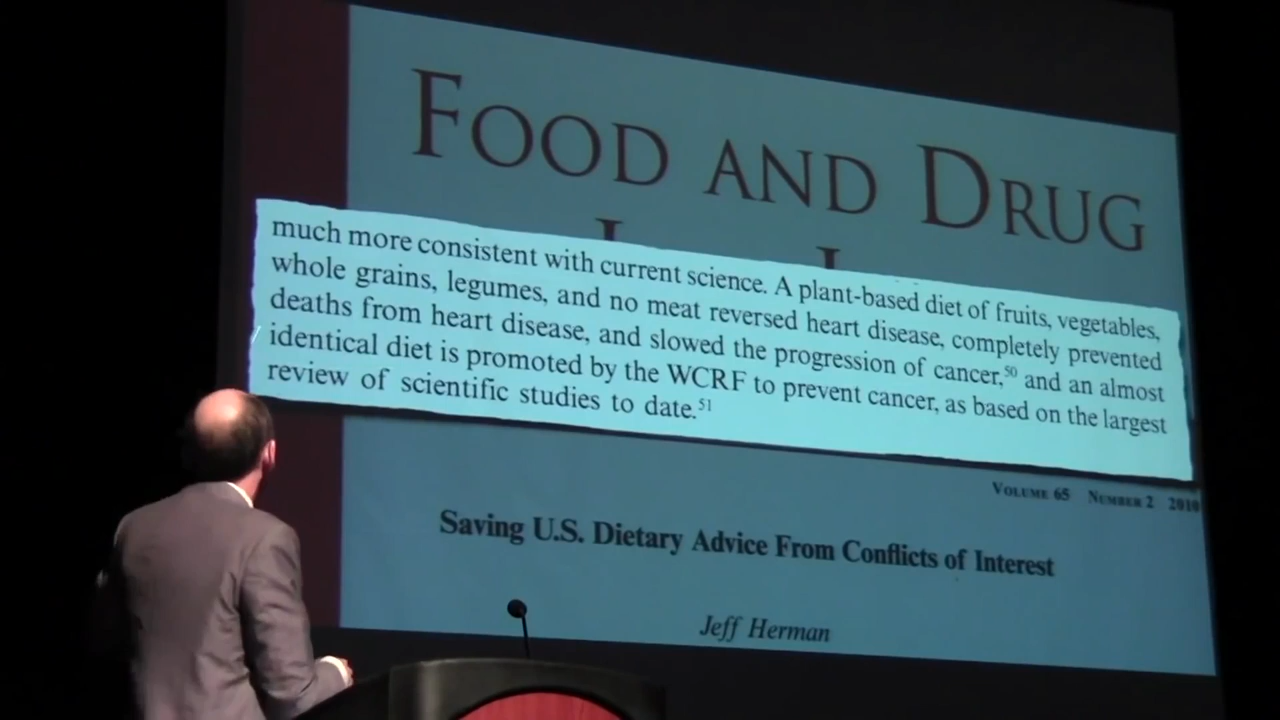 FOOD AND DRUG
much more consistent with current science. A plant-based diet of fruits, vegetables,
whole grains, legumes, and no meat reversed heart disease, completely prevented
deaths from heart disease, and slowed the progression of cancer,50 and an almost
identical diet is promoted by the WCRF to prevent cancer, as based on the largest
review of scientific studies to date.51
VOLUME 65 NUMBER 2 2010
Saving U.S. Dietary Advice From Conflicts of Interest
Jeff Herman